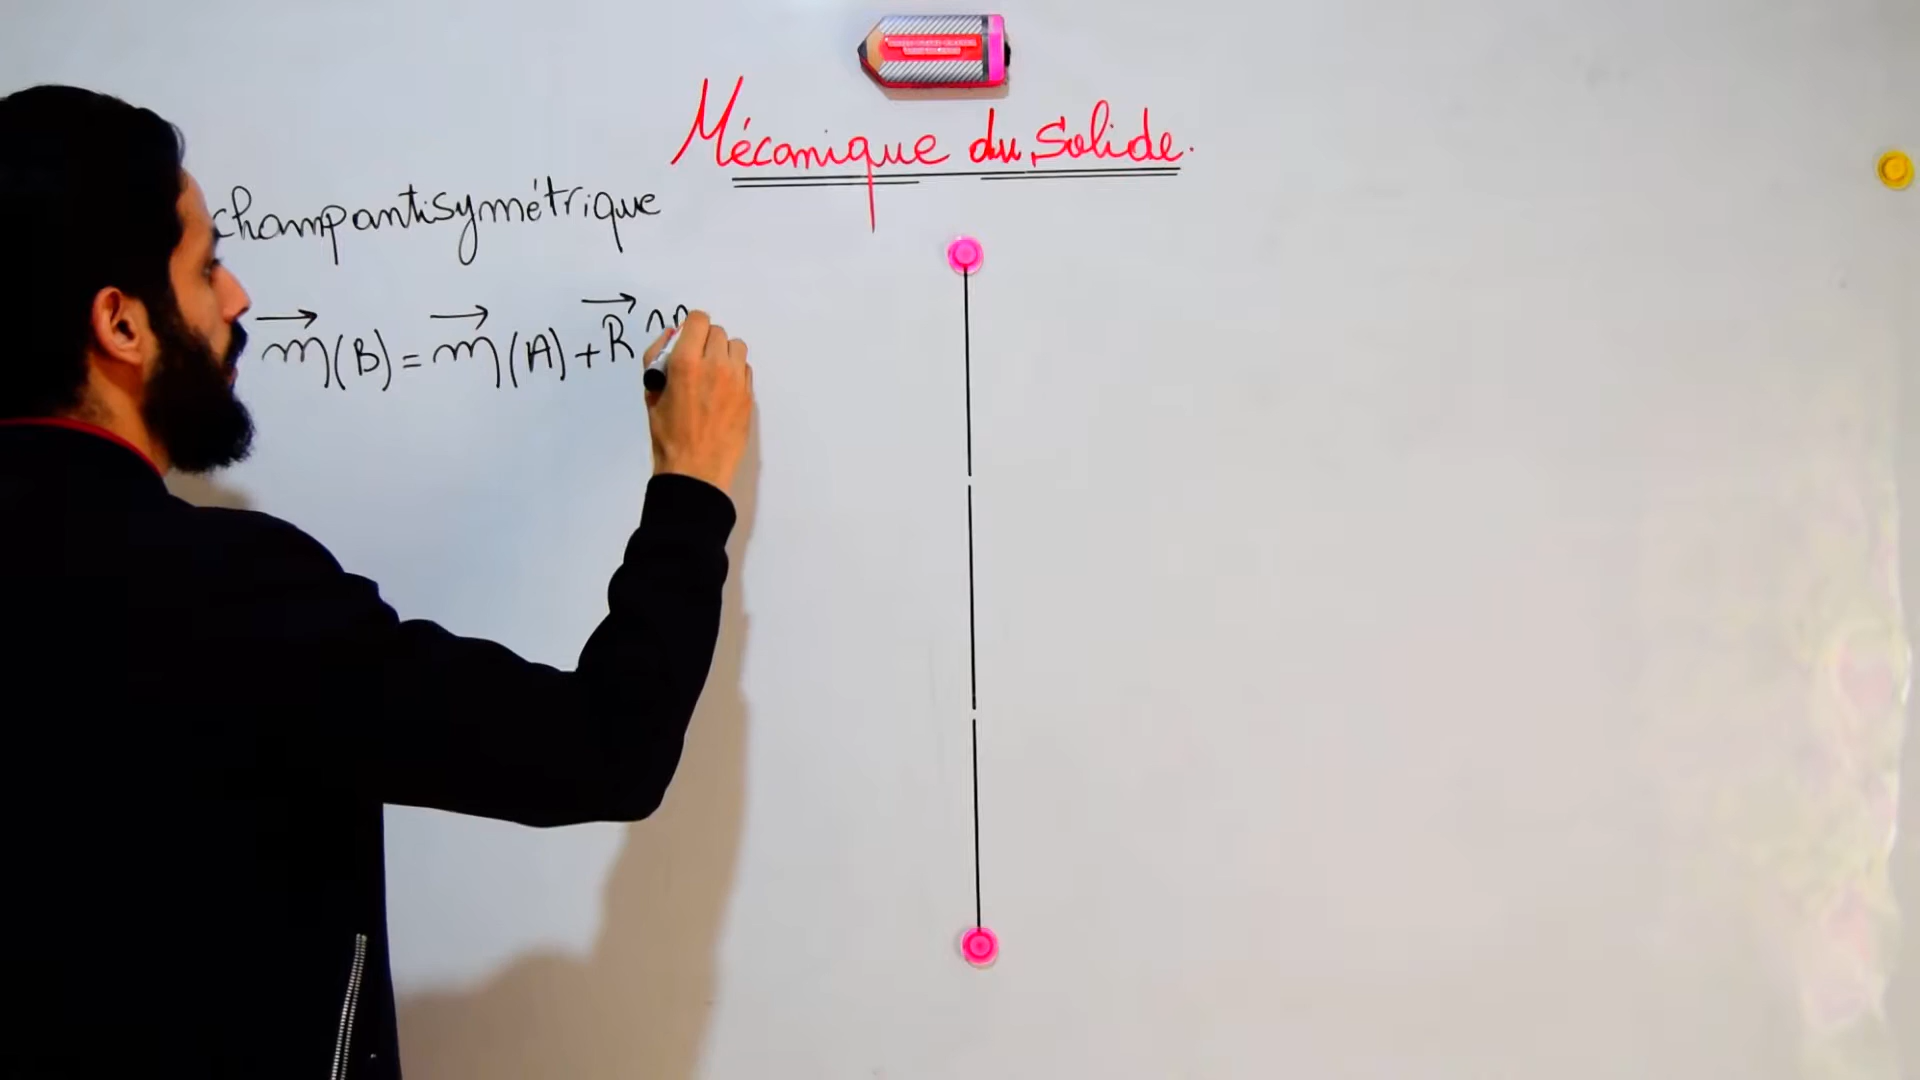 Mécanique du Solide.
champ antisymétrique
m⃗(B) = m⃗(A) + R⃗ ∧